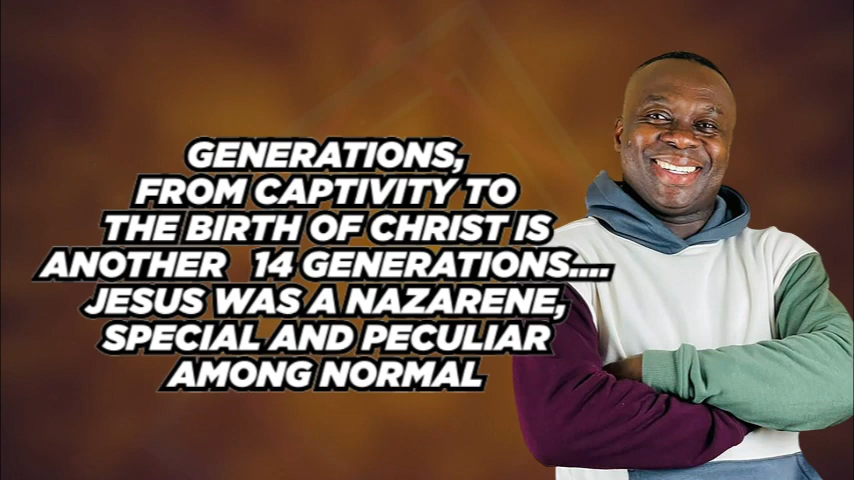 GENERATIONS,
FROM CAPTIVITY TO
THE BIRTH OF CHRIST IS
ANOTHER   14 GENERATIONS....
JESUS WAS A NAZARENE,
SPECIAL AND PECULIAR
AMONG NORMAL